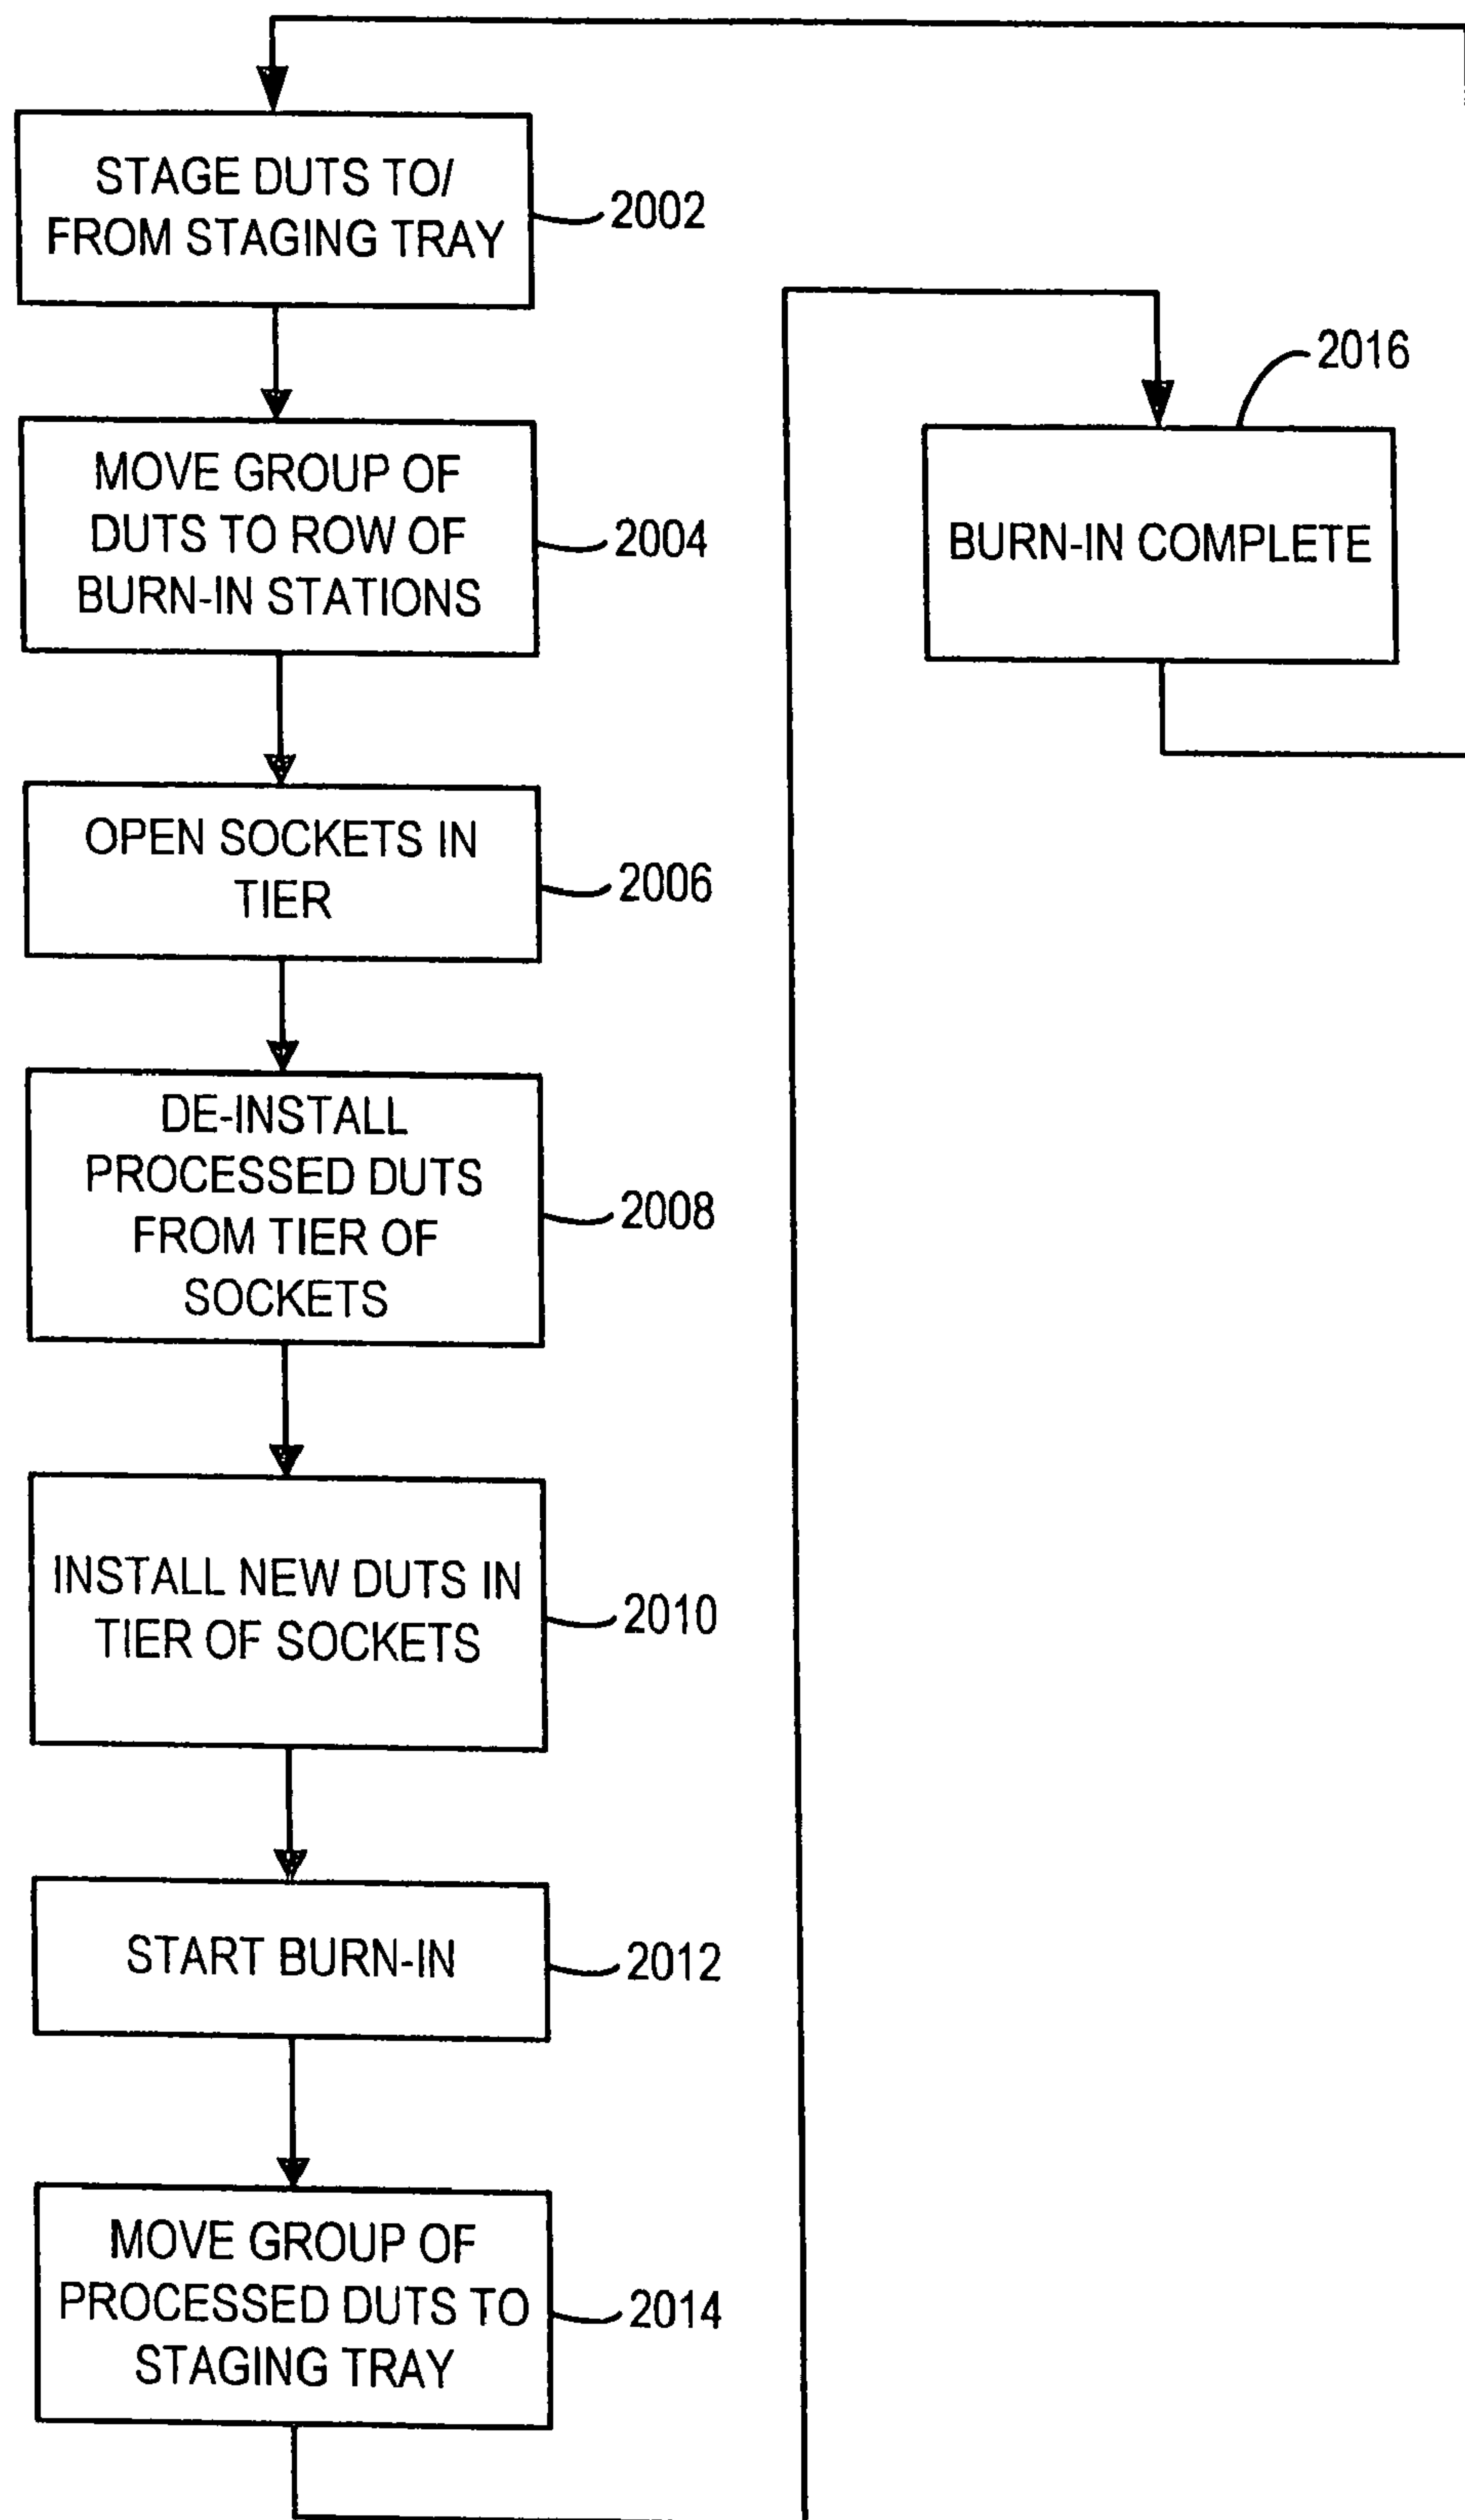 STAGE DUTS TO/
FROM STAGING TRAY
2002
MOVE GROUP OF
DUTS TO ROW OF
BURN-IN STATIONS
2004
OPEN SOCKETS IN
TIER
2006
DE-INSTALL
PROCESSED DUTS
FROM TIER OF
SOCKETS
2008
INSTALL NEW DUTS IN
TIER OF SOCKETS
2010
START BURN-IN
2012
MOVE GROUP OF
PROCESSED DUTS TO
STAGING TRAY
2014
2016
BURN-IN COMPLETE